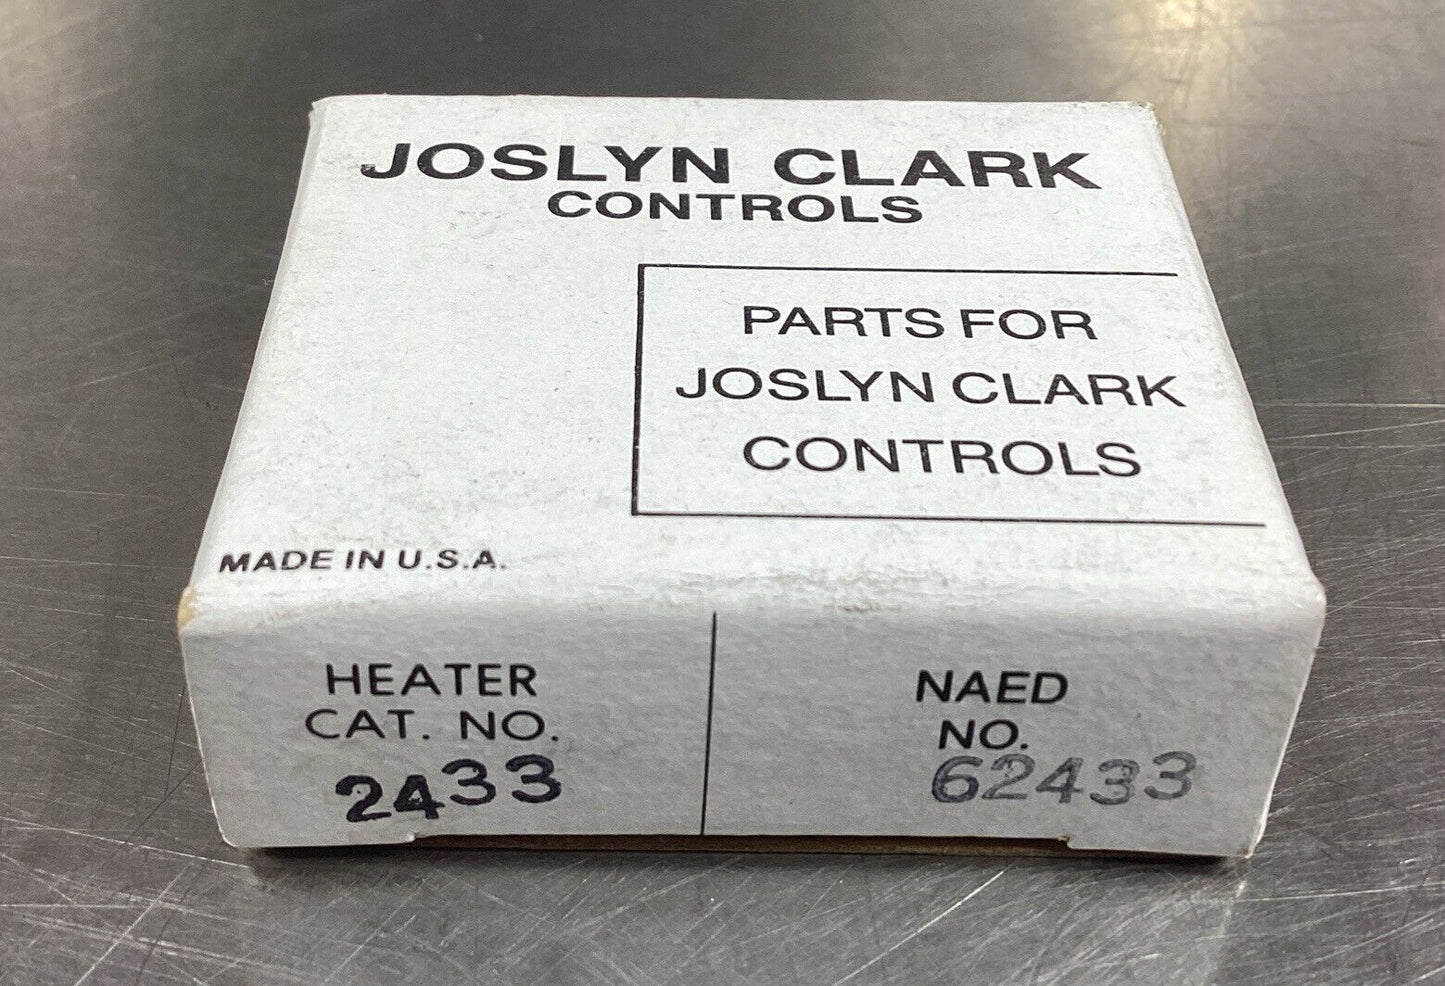 JOSLYN CLARK
CONTROLS
PARTS FOR
JOSLYN CLARK
CONTROLS
MADE IN U.S.A.
HEATER
CAT. NO.
2433
NAED
NO.
62433